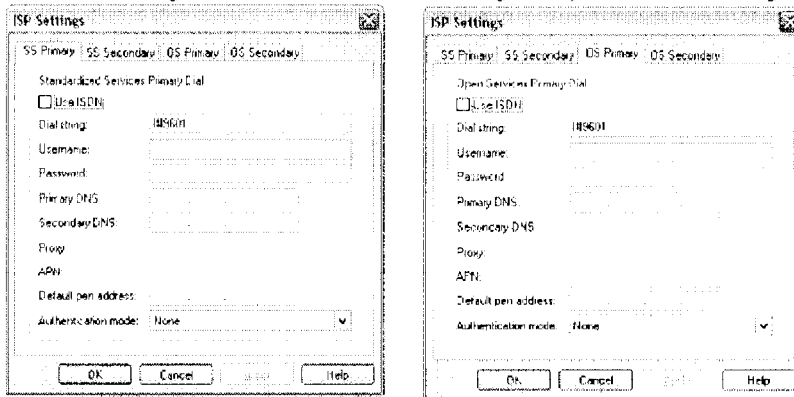 ISP Settings
SS Primary SS Secondary OS Primary OS Secondary
Standardized Services Primary Dial
Use ISDN
Dial string:
Username:
Password:
Primary DNS
Secondary DNS:
Proxy
APN:
Default pen address:
Authentication mode: None
OK Cancel Help
ISP Settings
SS Primary SS Secondary OS Primary OS Secondary
Open Services Primary Dial
Use ISDN
Dial string:
Username:
Password
Primary DNS:
Secondary DNS
Proxy:
APN:
Default pen address:
Authentication mode: None
OK Cancel Help